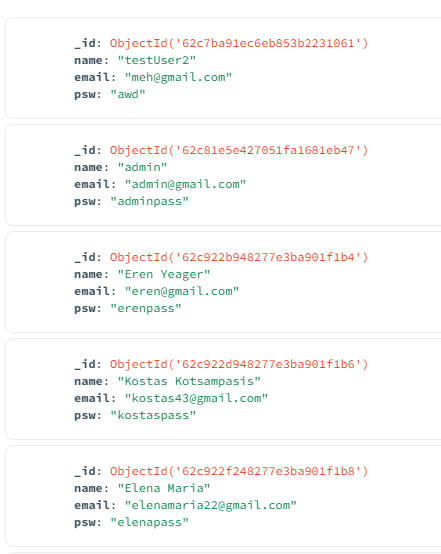 _id: ObjectId('62c7ba91ec6eb853b2231061')
name: "testUser2"
email: "meh@gmail.com"
psw: "awd"
_id: ObjectId('62c81e5e427051fa1681eb47')
name: "admin"
email: "admin@gmail.com"
psw: "adminpass"
_id: ObjectId('62c922b948277e3ba901f1b4')
name: "Eren Yeager"
email: "eren@gmail.com"
psw: "erenpass"
_id: ObjectId('62c922d948277e3ba901f1b6')
name: "Kostas Kotsampasis"
email: "kostas43@gmail.com"
psw: "kostaspass"
_id: ObjectId('62c922f248277e3ba901f1b8')
name: "Elena Maria"
email: "elenamaria22@gmail.com"
psw: "elenapass"